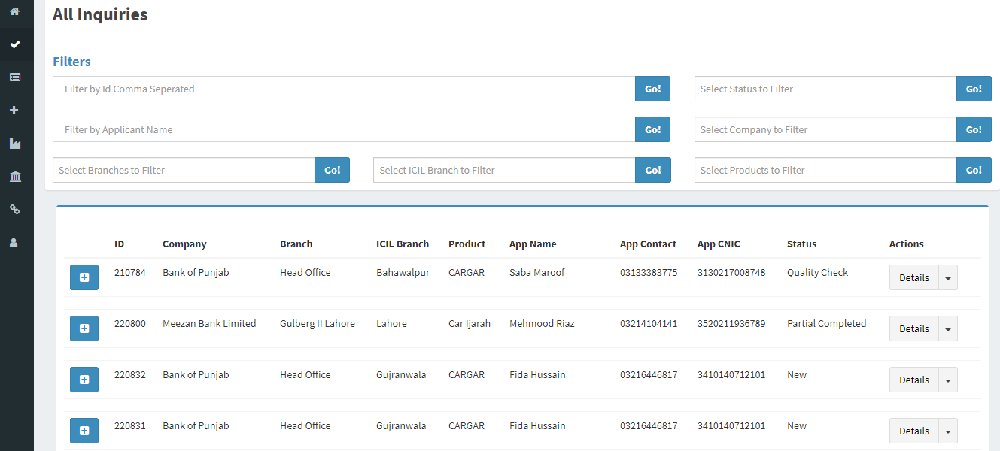 All Inquiries
Filters
Filter by Id Comma Seperated Go! Select Status to Filter Go!
Filter by Applicant Name Go! Select Company to Filter Go!
Select Branches to Filter Go! Select ICIL Branch to Filter Go! Select Products to Filter Go!
ID Company Branch ICIL Branch Product App Name App Contact App CNIC Status Actions
210784 Bank of Punjab Head Office Bahawalpur CARGAR Saba Maroof 03133383775 3130217008748 Quality Check Details
220800 Meezan Bank Limited Gulberg II Lahore Lahore Car Ijarah Mehmood Riaz 03214104141 3520211936789 Partial Completed Details
220832 Bank of Punjab Head Office Gujranwala CARGAR Fida Hussain 03216446817 3410140712101 New Details
220831 Bank of Punjab Head Office Gujranwala CARGAR Fida Hussain 03216446817 3410140712101 New Details